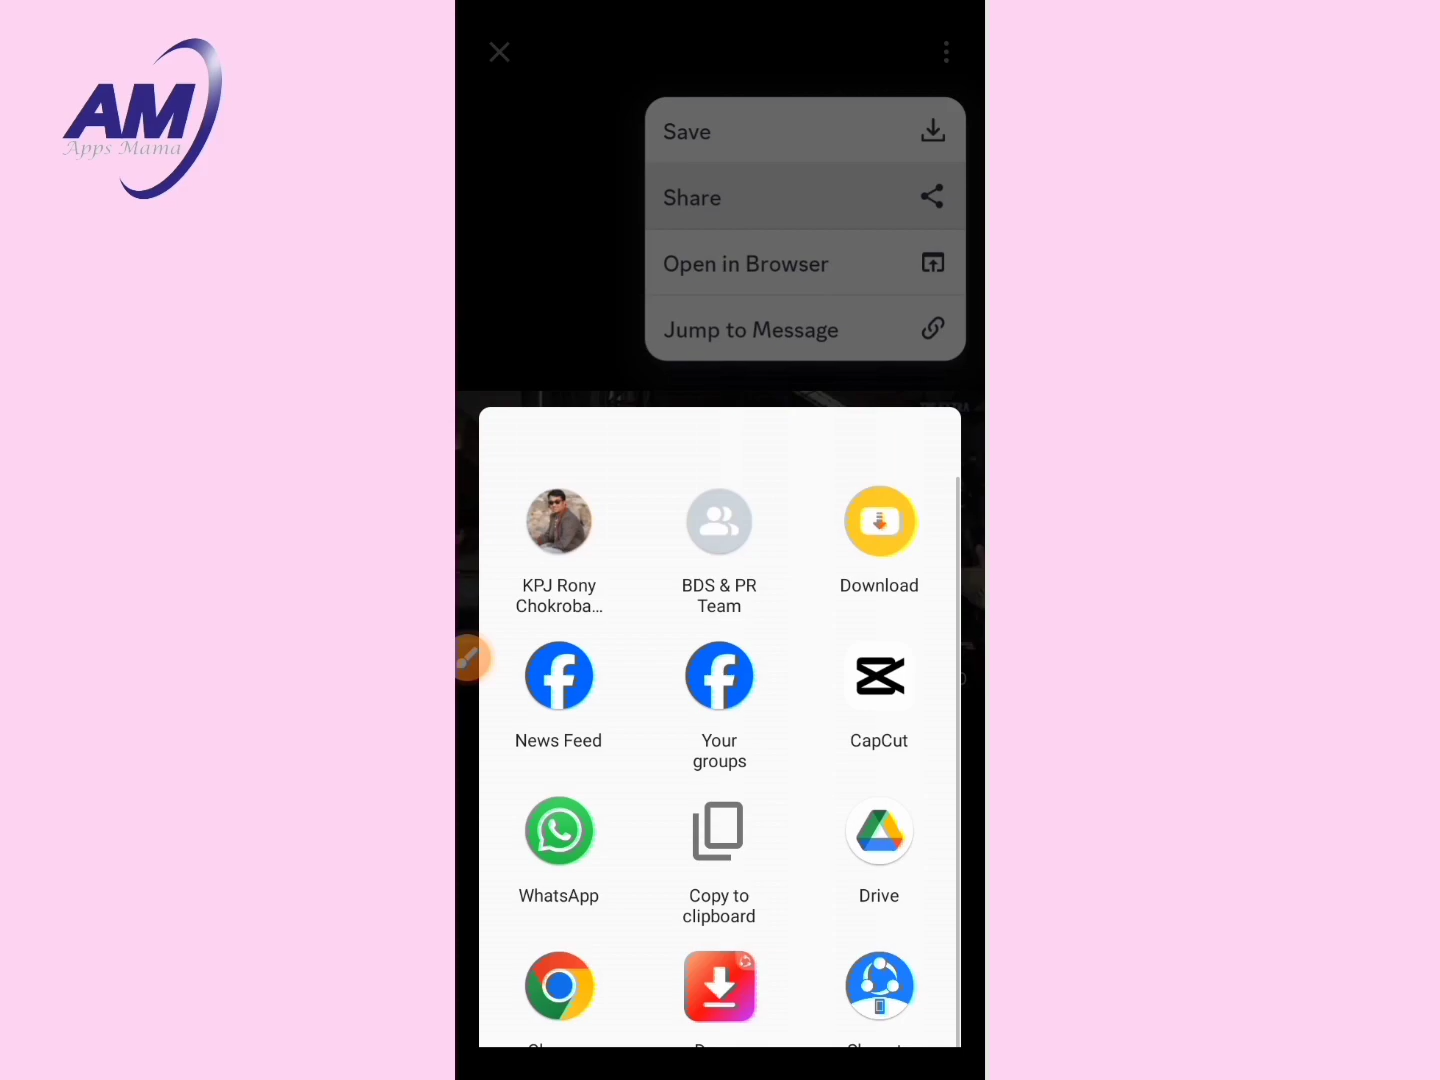 AM
Apps Mama
Save
Share
Open in Browser
Jump to Message
KPJ Rony
Chokroba...
BDS & PR
Team
Download
News Feed
Your
groups
CapCut
WhatsApp
Copy to
clipboard
Drive